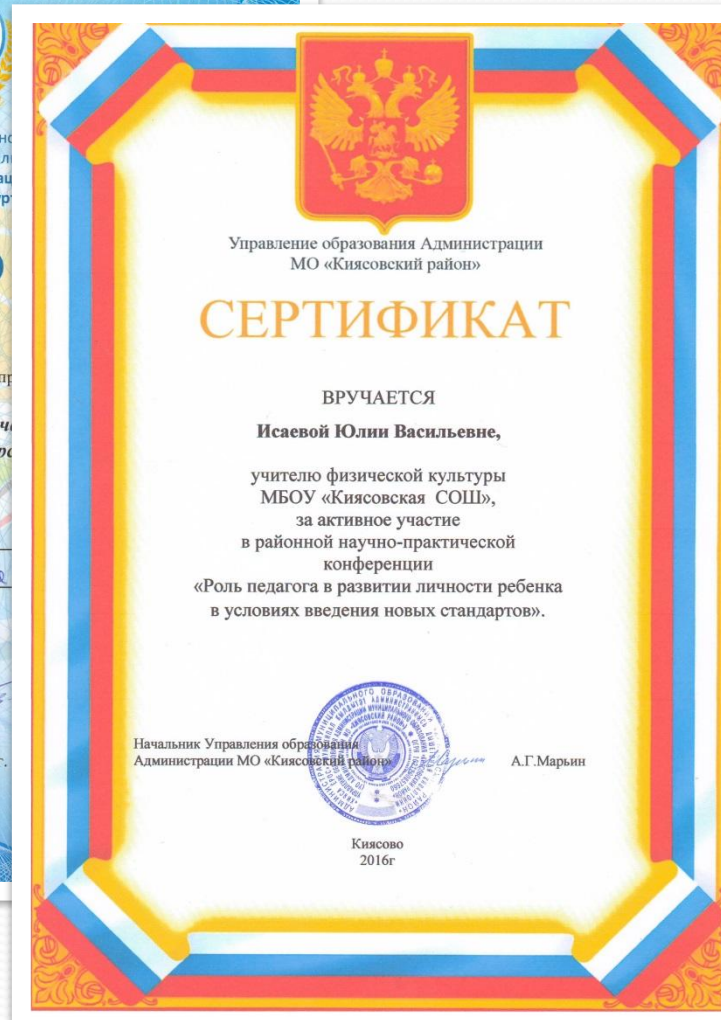 Управление образования Администрации
МО «Киясовский район»
СЕРТИФИКАТ
ВРУЧАЕТСЯ
Исаевой Юлии Васильевне,
учителю физической культуры
МБОУ «Киясовская СОШ»,
за активное участие
в районной научно-практической
конференции
«Роль педагога в развитии личности ребенка
в условиях введения новых стандартов».
Начальник Управления образования
Администрации МО «Киясовский район» А.Г.Марьин
Киясово
2016г